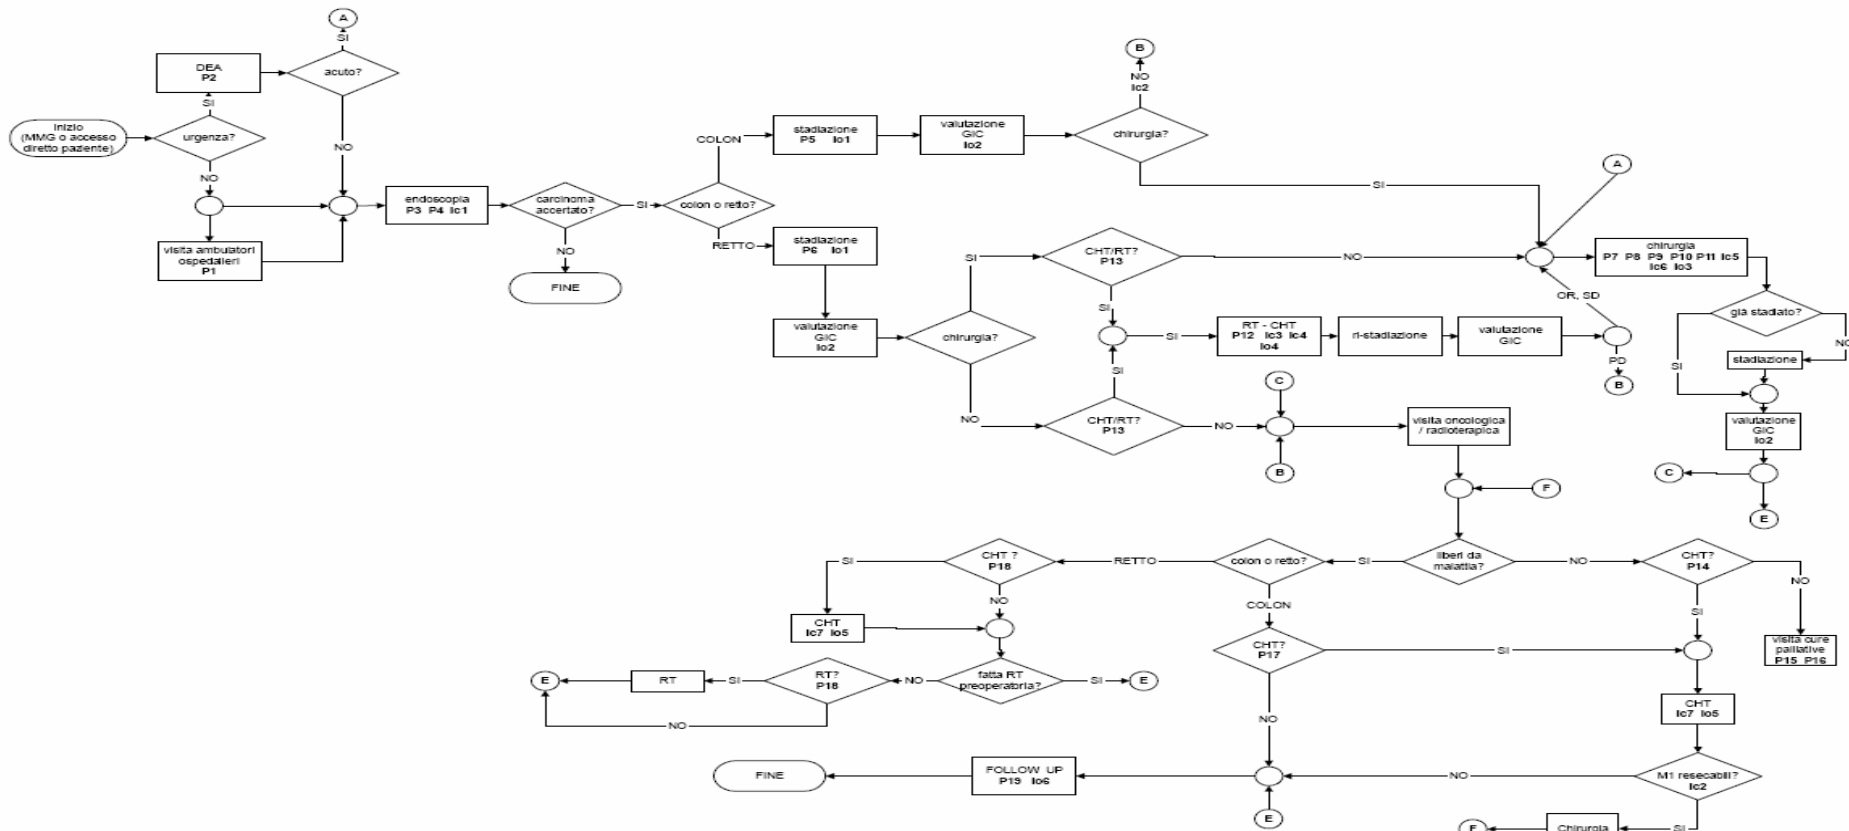 A
SI
DEA
P2
acuto?
SI
Inizio
(MMG o accesso
diretto paziente)
urgenza?
NO
NO
visita ambulatori
ospedalieri
P1
endoscopia
P3 P4 Ic1
carcinoma
accertato?
SI
NO
FINE
colon o retto?
COLON
RETTO
stadiazione
P5 Io1
valutazione
GIC
Io2
chirurgia?
B
NO
Ic2
SI
A
stadiazione
P6 Io1
valutazione
GIC
Io2
chirurgia?
SI
NO
CHT/RT?
P13
NO
SI
SI
RT - CHT
P12 Ic3 Ic4
Io4
ri-stadiazione
valutazione
GIC
OR, SD
PD
B
SI
CHT/RT?
P13
NO
C
B
chirurgia
P7 P8 P9 P10 P11 Ic5
Ic6 Io3
già stadiato?
NO
SI
stadiazione
valutazione
GIC
Io2
C
E
visita oncologica
/ radioterapica
F
liberi da
malattia?
SI
NO
CHT?
P14
NO
SI
visita cure
palliative
P15 P16
colon o retto?
RETTO
COLON
CHT ?
P18
SI
NO
CHT
Ic7 Io5
fatta RT
preoperatoria?
SI
E
NO
RT?
P18
SI
RT
E
NO
CHT?
P17
SI
NO
CHT
Ic7 Io5
M1 resecabili?
Ic2
NO
SI
Chirurgia
F
E
FOLLOW UP
P19 Io6
FINE